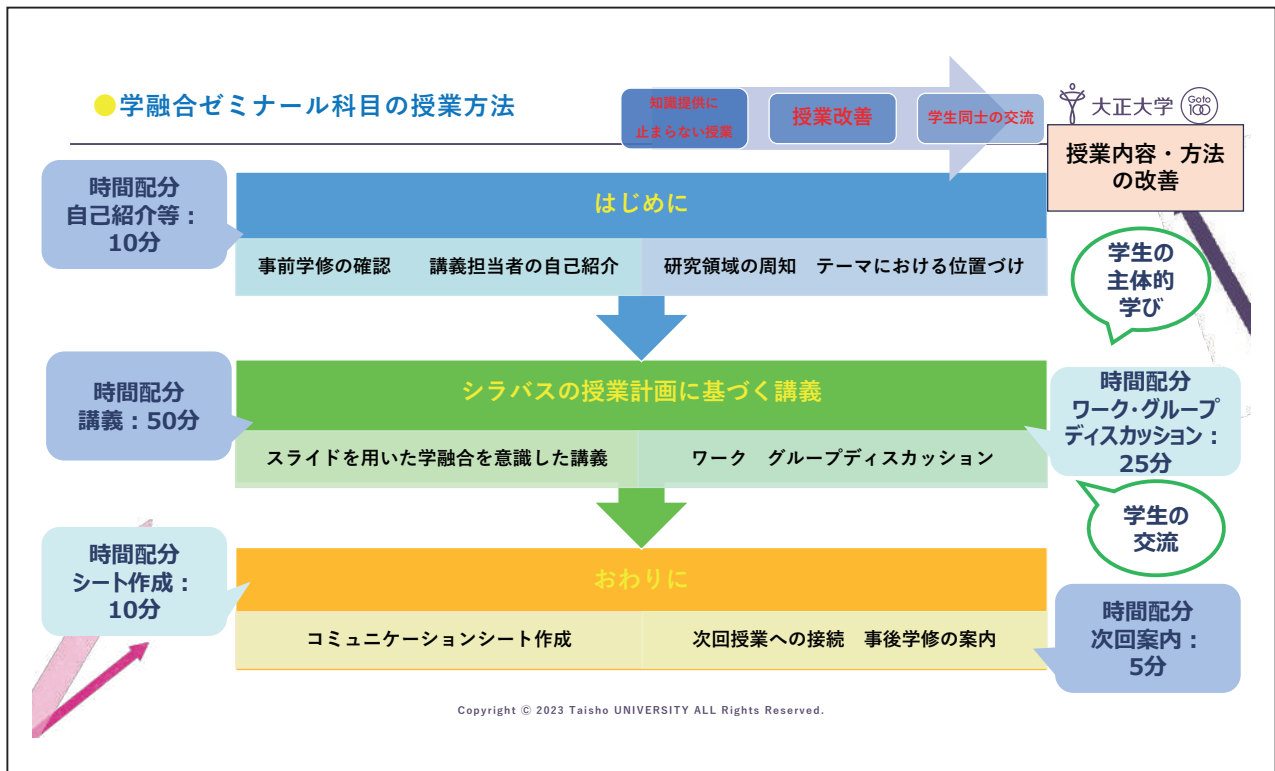 ●学融合ゼミナール科目の授業方法
知識提供に
止まらない授業
授業改善
学生同士の交流
大正大学
Goto
100
授業内容・方法
の改善
時間配分
自己紹介等：
10分
はじめに
事前学修の確認　講義担当者の自己紹介
研究領域の周知　テーマにおける位置づけ
学生の
主体的
学び
時間配分
講義：50分
シラバスの授業計画に基づく講義
スライドを用いた学融合を意識した講義
ワーク　グループディスカッション
時間配分
ワーク・グループ
ディスカッション：
25分
学生の
交流
時間配分
シート作成：
10分
おわりに
コミュニケーションシート作成
次回授業への接続　事後学修の案内
時間配分
次回案内：
5分
Copyright © 2023 Taisho UNIVERSITY ALL Rights Reserved.